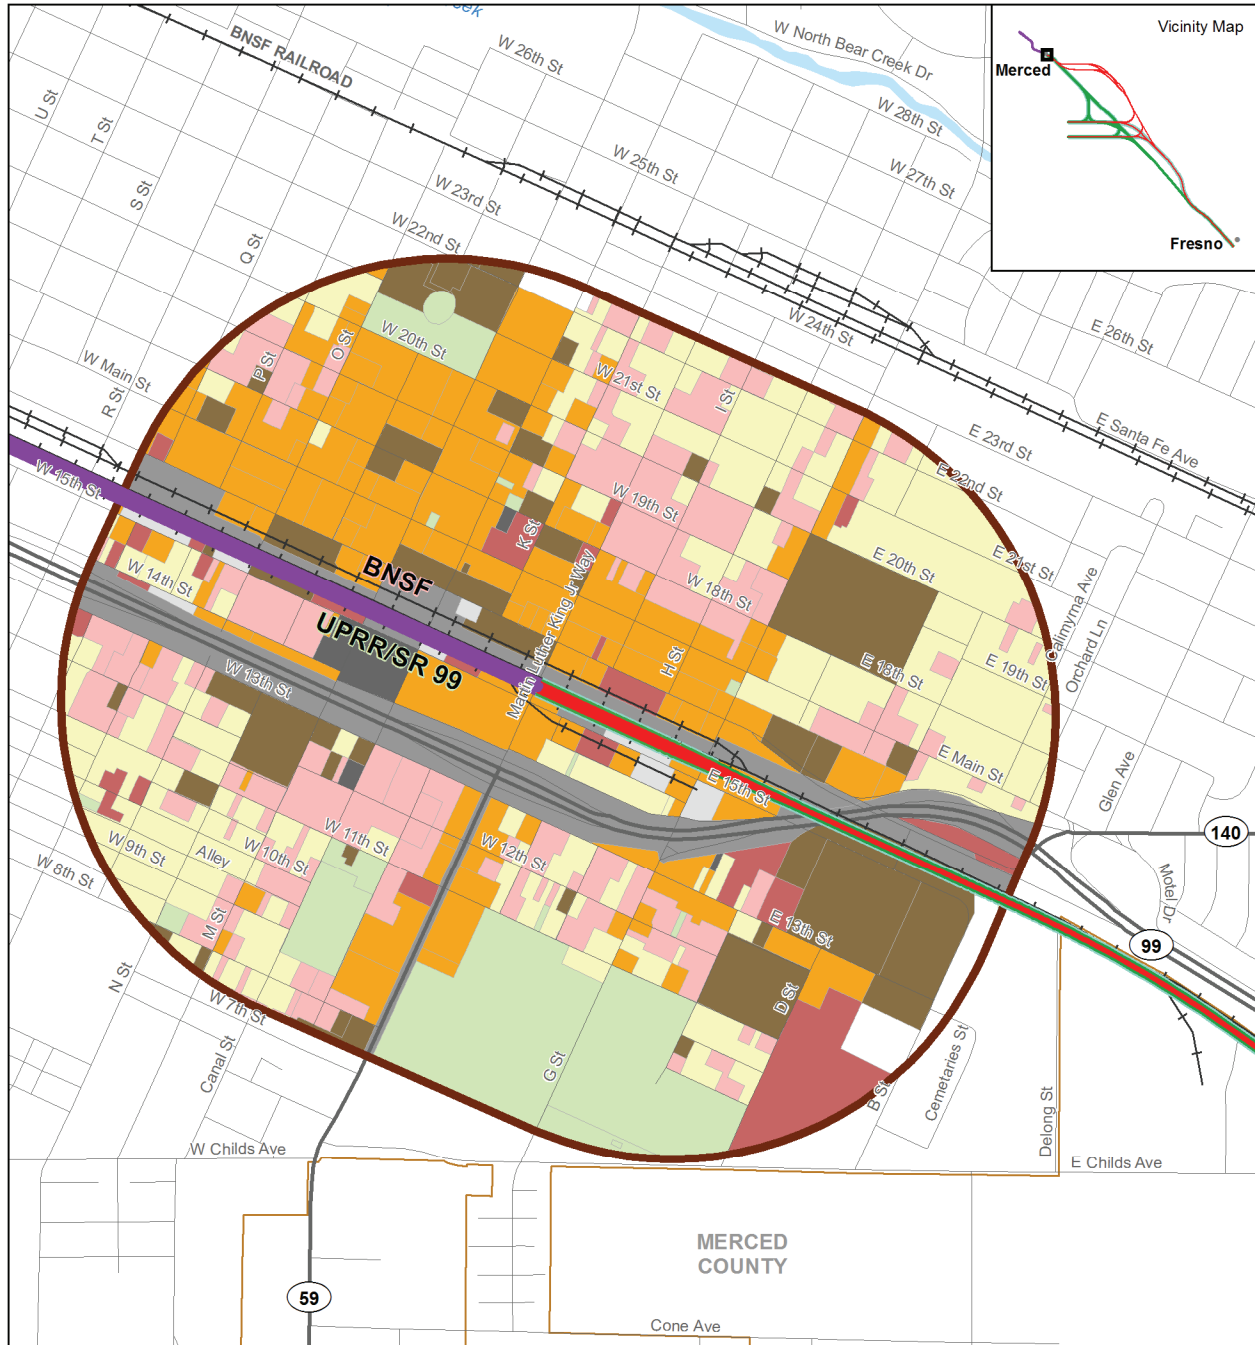 eek
W North Bear Creek Dr
Vicinity Map
Merced
Fresno
BNSF RAILROAD
W 26th St
W 28th St
W 27th St
W 25th St
U St
T St
S St
Q St
W 23rd St
W 22nd St
W 24th St
E 26th St
W 20th St
O St
P St
W Main St
R St
W 21st St
I St
E Santa Fe Ave
E 23rd St
E 22nd St
W 15th St
W 19th St
K St
E 20th St
E 21st St
W 14th St
BNSF
UPRR/SR 99
Martin Luther King Jr Way
W 18th St
H St
E 18th St
E 19th St
Calimyrna Ave
Orchard Ln
W 13th St
E Main St
E 15th St
Glen Ave
140
W 11th St
W 12th St
W 10th St
Alley
W 9th St
W 8th St
M St
N St
W 7th St
Canal St
E 13th St
D St
G St
B St
Cemetaries St
Delong St
Motel Dr
99
W Childs Ave
E Childs Ave
MERCED
COUNTY
59
Cone Ave